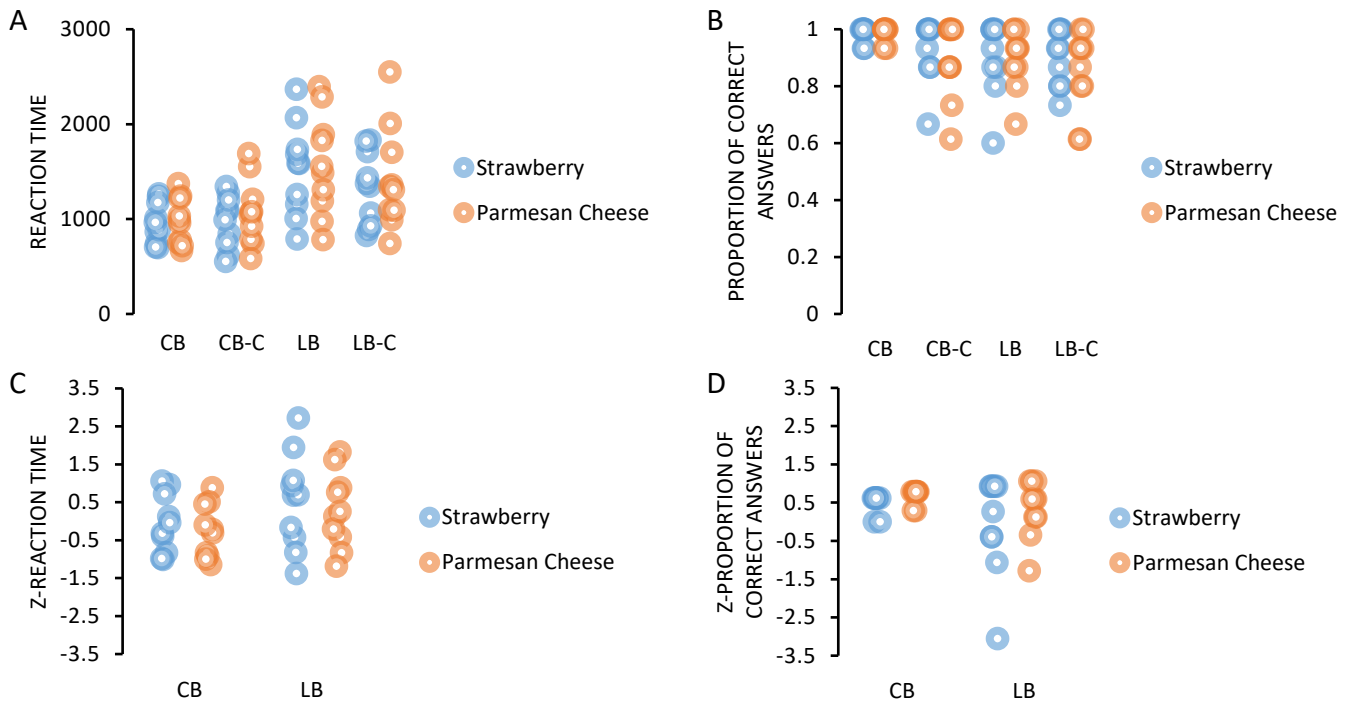 A
REACTION TIME
3000
2000
1000
0
CB CB-C LB LB-C
Strawberry
Parmesan Cheese
B
PROPORTION OF CORRECT
ANSWERS
1
0.8
0.6
0.4
0.2
0
CB CB-C LB LB-C
Strawberry
Parmesan Cheese
C
Z-REACTION TIME
3.5
2.5
1.5
0.5
-0.5
-1.5
-2.5
-3.5
CB LB
Strawberry
Parmesan Cheese
D
Z-PROPORTION OF
CORRECT ANSWERS
3.5
2.5
1.5
0.5
-0.5
-1.5
-2.5
-3.5
CB LB
Strawberry
Parmesan Cheese